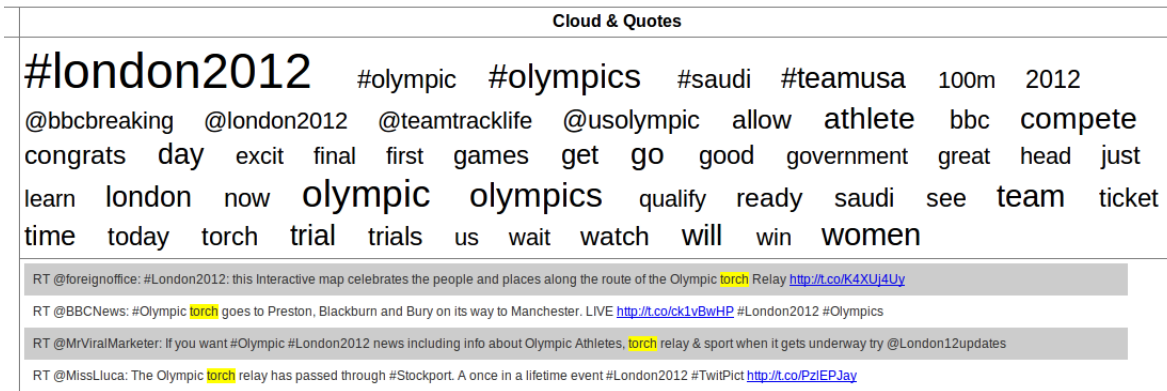 Cloud & Quotes
#london2012 #olympic #olympics #saudi #teamusa 100m 2012
@bbcbreaking @london2012 @teamtracklife @usolympic allow athlete bbc compete
congrats day excit final first games get go good government great head just
learn london now olympic olympics qualify ready saudi see team ticket
time today torch trial trials us wait watch will win women
RT @foreignoffice: #London2012: this Interactive map celebrates the people and places along the route of the Olympic torch Relay http://t.co/K4XUj4Uy
RT @BBCNews: #Olympic torch goes to Preston, Blackburn and Bury on its way to Manchester. LIVE http://t.co/ck1vBwHP #London2012 #Olympics
RT @MrViralMarketer: If you want #Olympic #London2012 news including info about Olympic Athletes, torch relay & sport when it gets underway try @London12updates
RT @MissLluca: The Olympic torch relay has passed through #Stockport. A once in a lifetime event #London2012 #TwitPict http://t.co/PzlEPJay